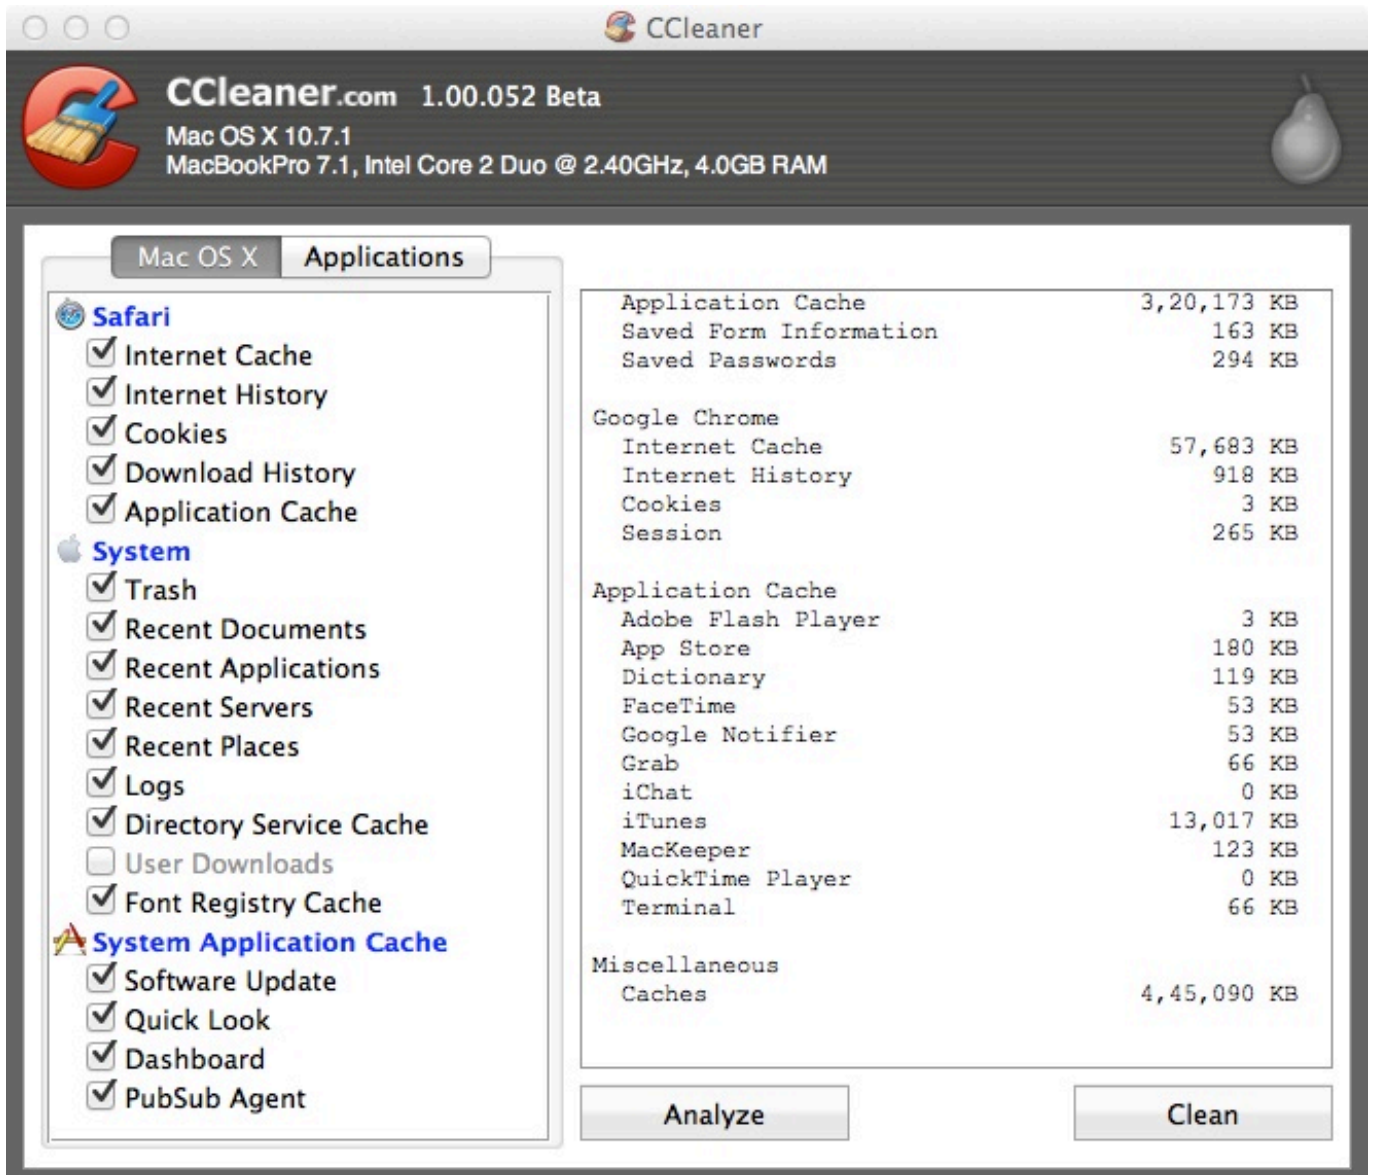 CCleaner
CCleaner.com 1.00.052 Beta
Mac OS X 10.7.1
MacBookPro 7.1, Intel Core 2 Duo @ 2.40GHz, 4.0GB RAM
Mac OS X Applications
Safari
Internet Cache
Internet History
Cookies
Download History
Application Cache
System
Trash
Recent Documents
Recent Applications
Recent Servers
Recent Places
Logs
Directory Service Cache
User Downloads
Font Registry Cache
System Application Cache
Software Update
Quick Look
Dashboard
PubSub Agent
Application Cache 3,20,173 KB
Saved Form Information 163 KB
Saved Passwords 294 KB
Google Chrome
Internet Cache 57,683 KB
Internet History 918 KB
Cookies 3 KB
Session 265 KB
Application Cache
Adobe Flash Player 3 KB
App Store 180 KB
Dictionary 119 KB
FaceTime 53 KB
Google Notifier 53 KB
Grab 66 KB
iChat 0 KB
iTunes 13,017 KB
MacKeeper 123 KB
QuickTime Player 0 KB
Terminal 66 KB
Miscellaneous
Caches 4,45,090 KB
Analyze Clean